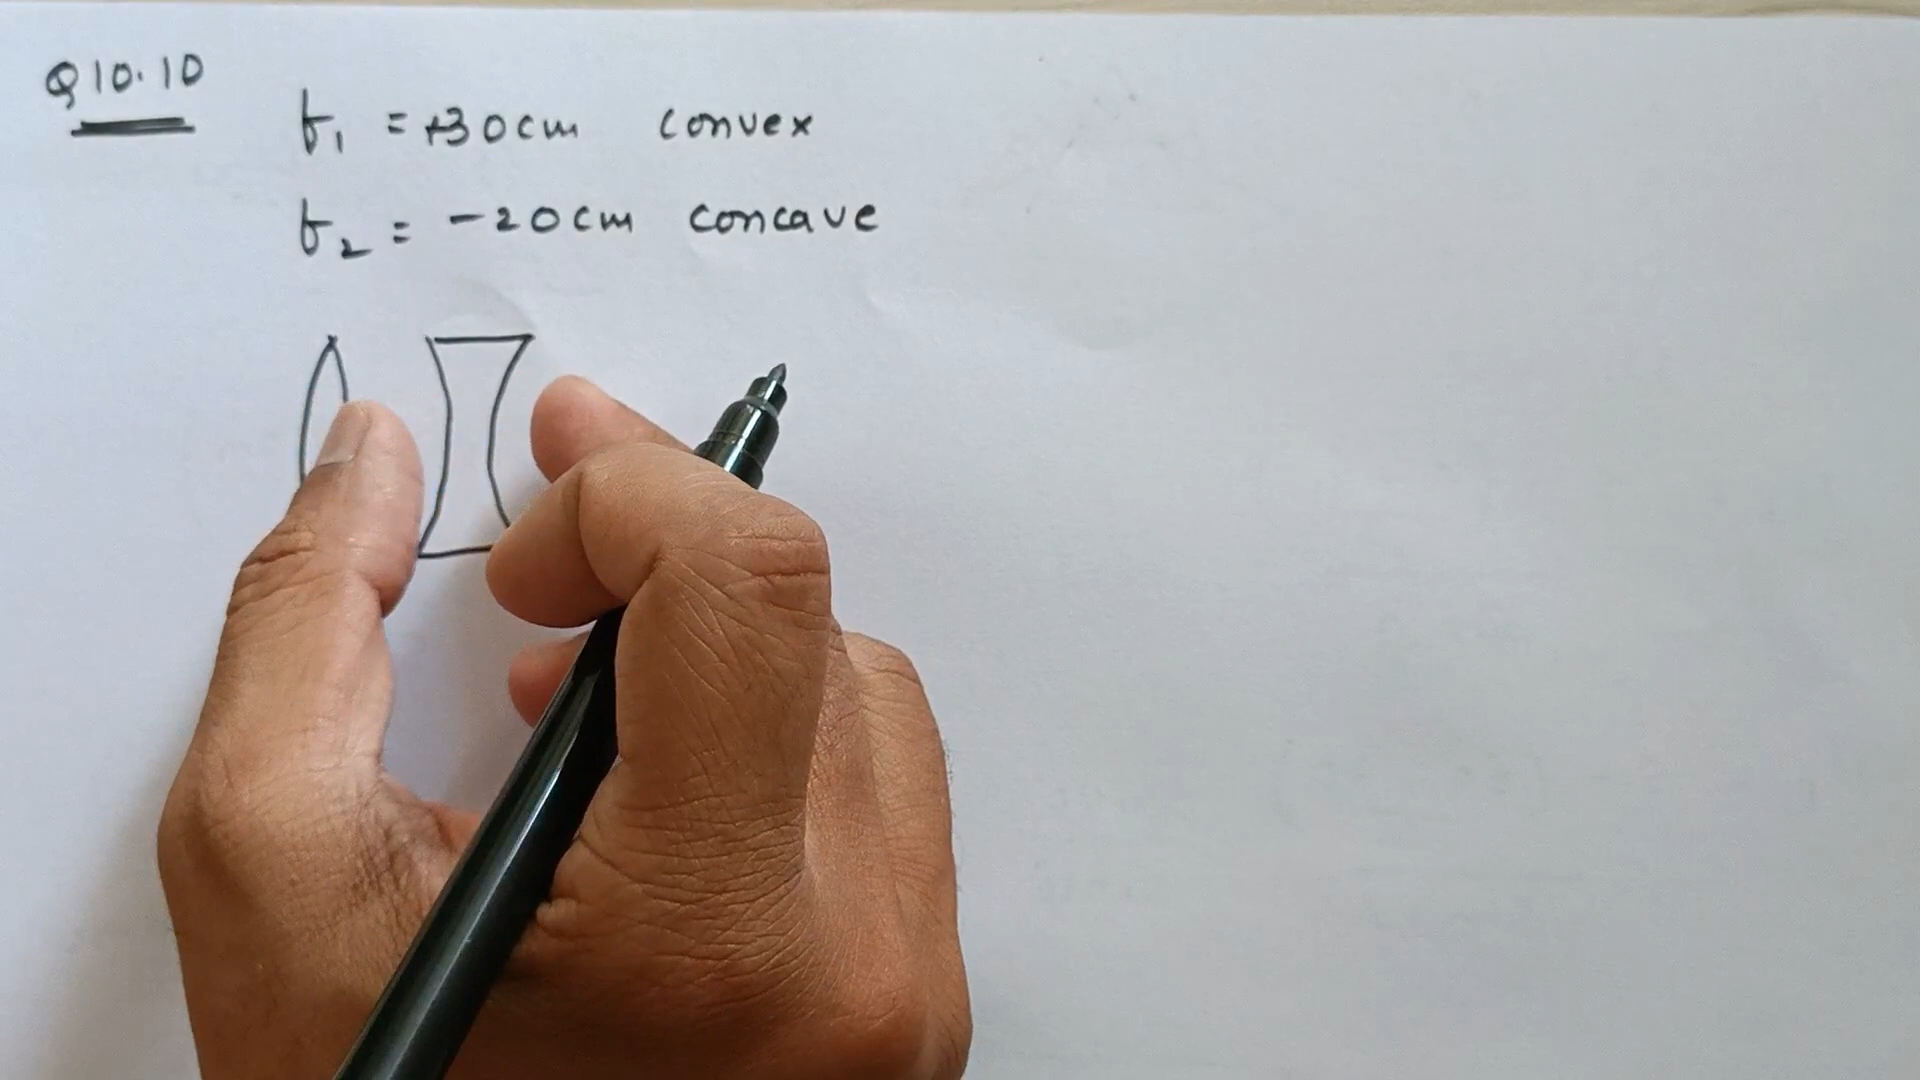 Q10.10
f₁ = +30cm convex
f₂ = -20cm concave